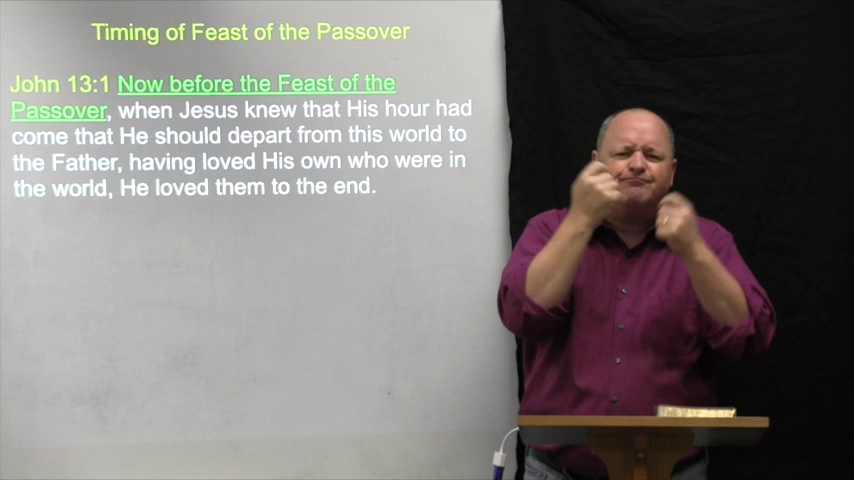 Timing of Feast of the Passover
John 13:1 Now before the Feast of the
Passover, when Jesus knew that His hour had
come that He should depart from this world to
the Father, having loved His own who were in
the world, He loved them to the end.